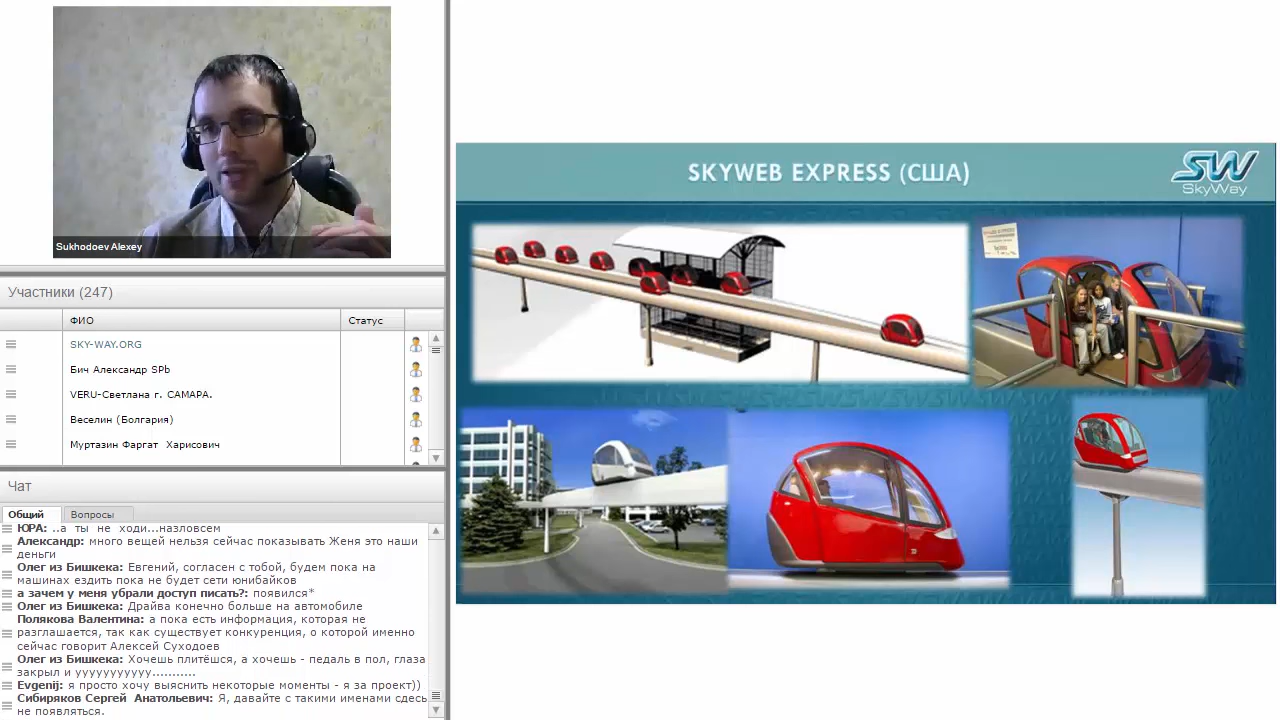 Sukhodoev Alexey
Участники (247)
ФИО
Статус
SKY-WAY.ORG
Бич Александр SPb
VERU-Светлана г. САМАРА.
Веселин (Болгария)
Муртазин Фаргат Харисович
Чат
Общий
Вопросы
ЮРА: ..а ты не ходи...назловсем
Александр: много вещей нельзя сейчас показывать Женя это наши
деньги
Олег из Бишкека: Евгений, согласен с тобой, будем пока на
машинах ездить пока не будет сети юнибайков
а зачем у меня убрали доступ писать?: появился*
Олег из Бишкека: Драйва конечно больше на автомобиле
Полякова Валентина: а пока есть информация, которая не
разглашается, так как существует конкуренция, о которой именно
сейчас говорит Алексей Суходоев
Олег из Бишкека: Хочешь плитёшся, а хочешь - педаль в пол, глаза
закрыл и ууууууууууу..........
Evgenij: я просто хочу выяснить некоторые моменты - я за проект))
Сибиряков Сергей Анатольевич: Я, давайте с такими именами сдесь
не появляться.
SKYWEB EXPRESS (США)
SW
SkyWay